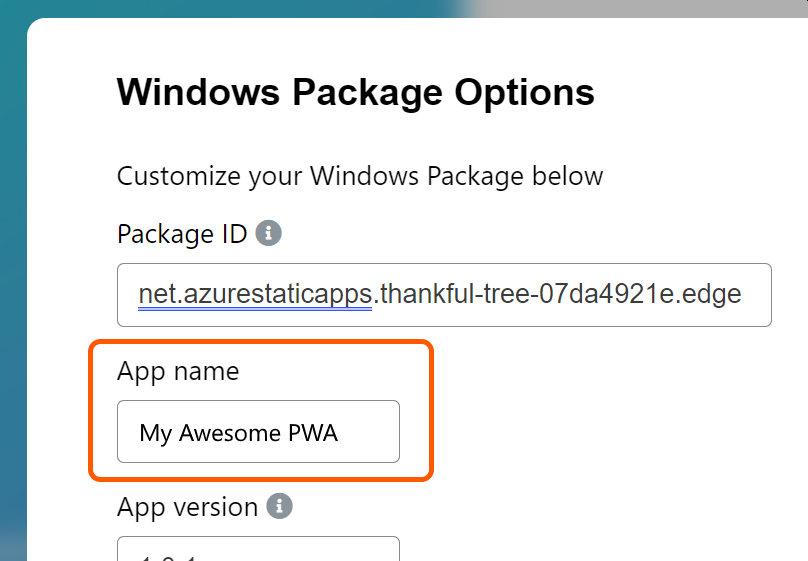 Windows Package Options
Customize your Windows Package below
Package ID
net.azurestaticapps.thankful-tree-07da4921e.edge
App name
My Awesome PWA
App version